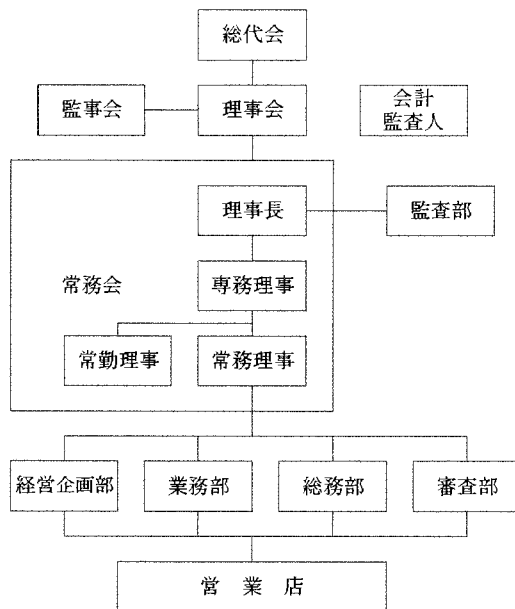 総代会
監事会
理事会
会計
監査人
理事長
監査部
常務会
専務理事
常勤理事
常務理事
経営企画部
業務部
総務部
審査部
営業店